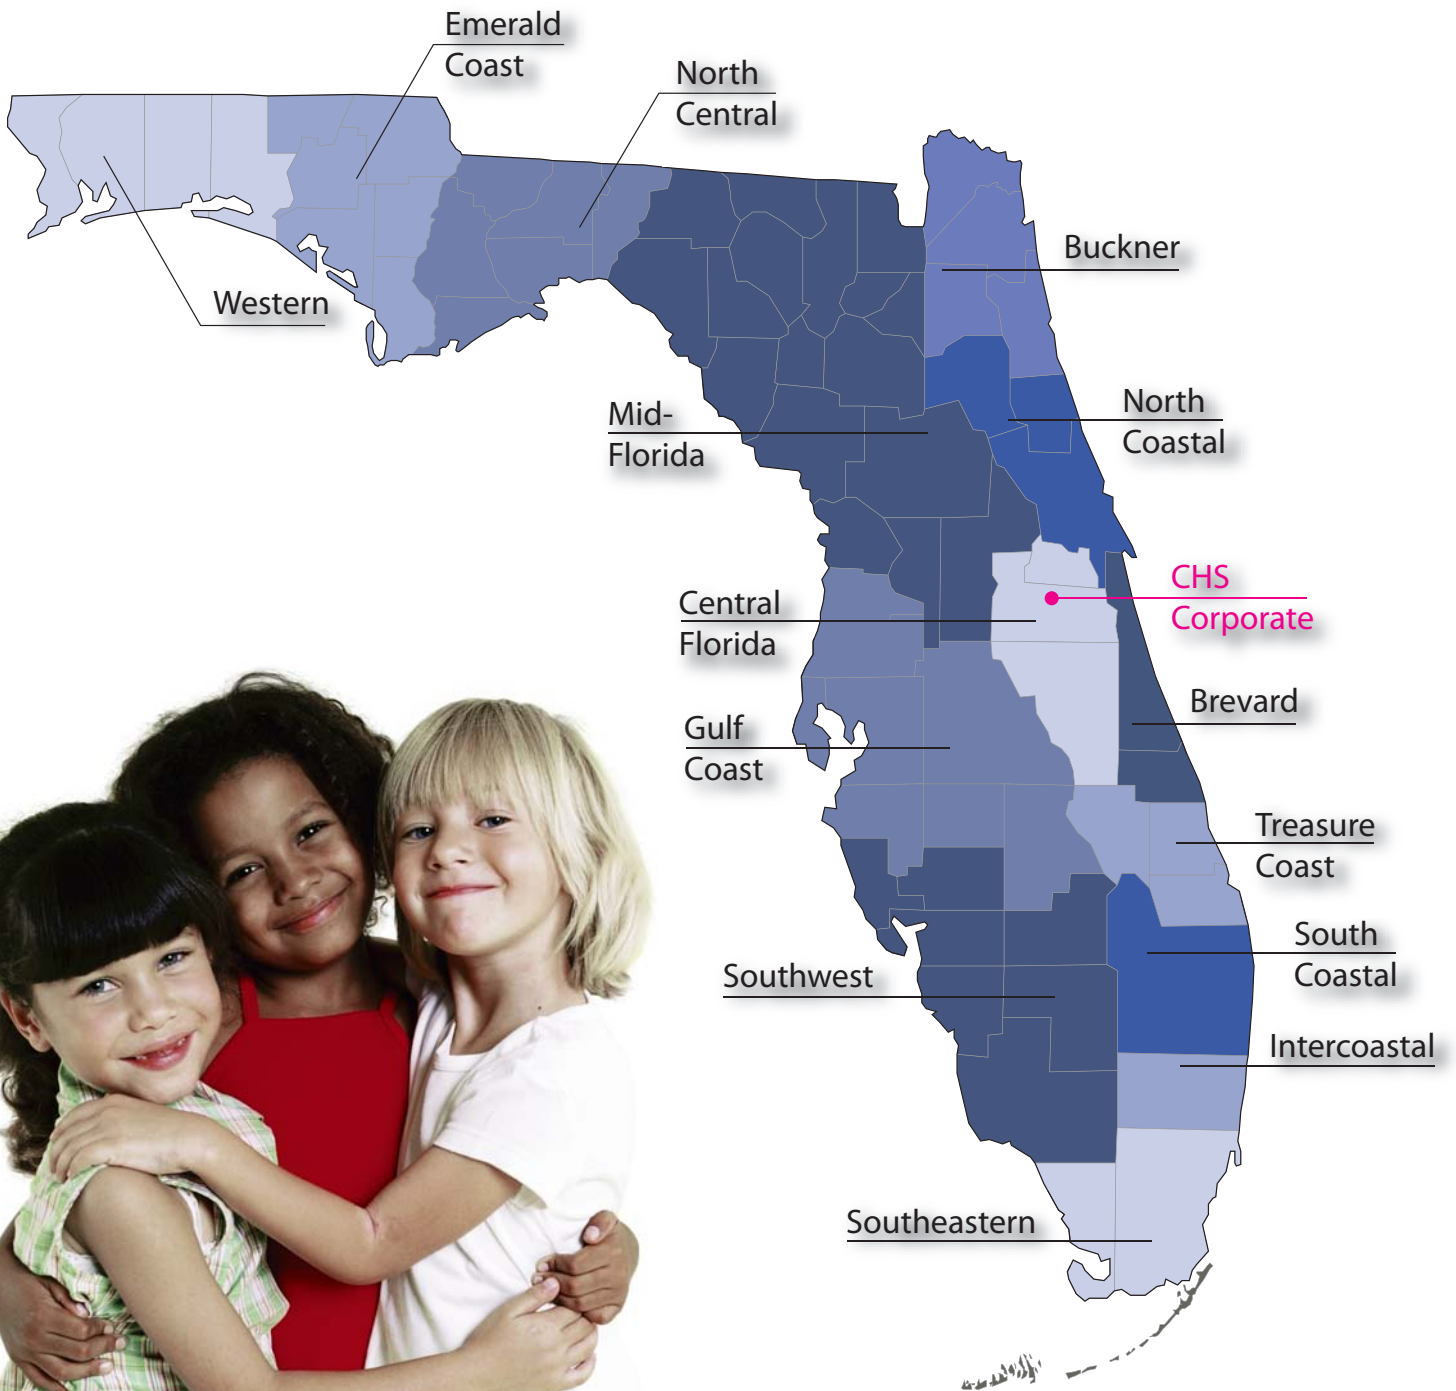 Emerald
Coast
North
Central
Western
Buckner
Mid-
Florida
North
Coastal
CHS
Corporate
Central
Florida
Brevard
Gulf
Coast
Treasure
Coast
South
Coastal
Southwest
Intercoastal
Southeastern